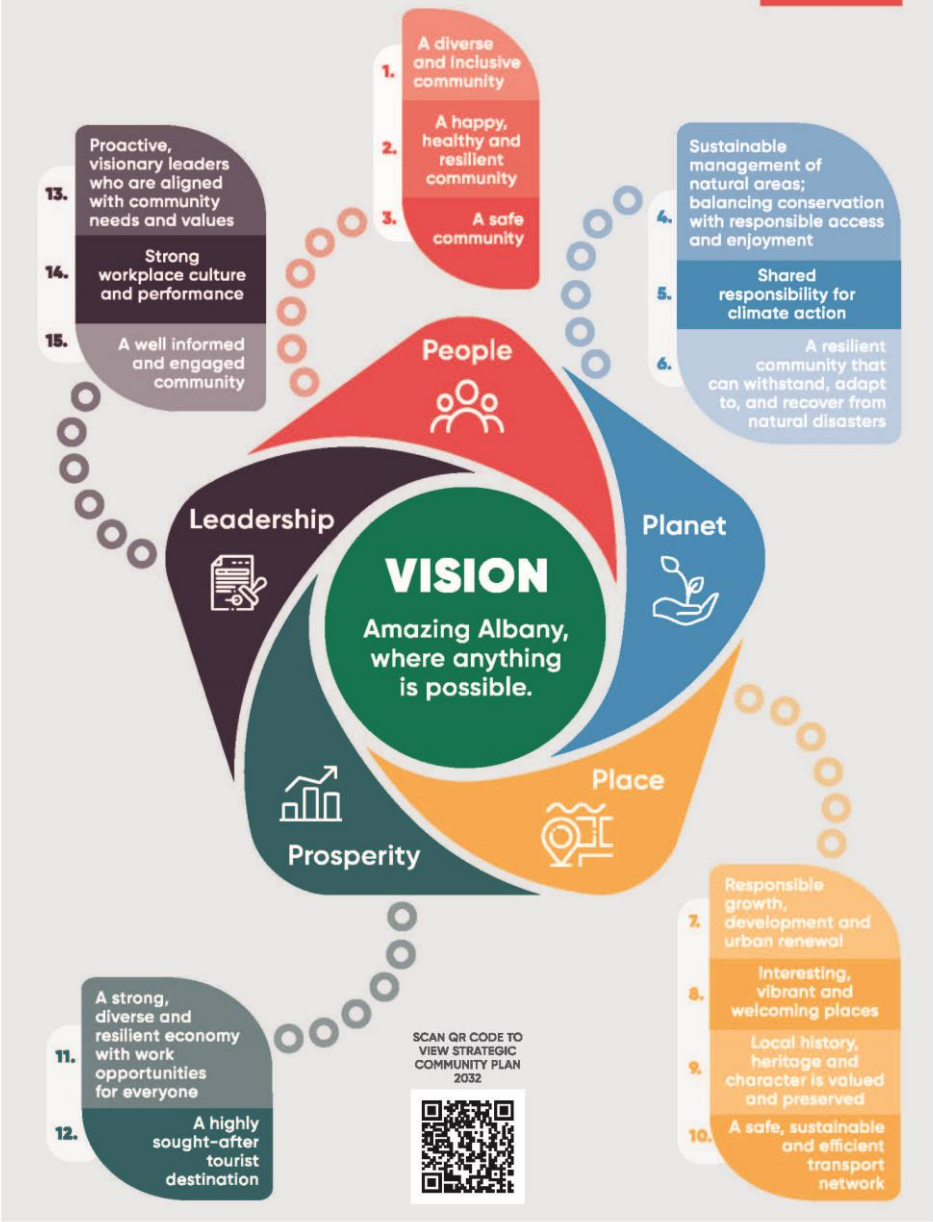 1.
A diverse
and inclusive
community
2.
A happy,
healthy and
resilient
community
3.
A safe
community
13.
Proactive,
visionary leaders
who are aligned
with community
needs and values
14.
Strong
workplace culture
and performance
15.
A well informed
and engaged
community
4.
Sustainable
management of
natural areas;
balancing conservation
with responsible access
and enjoyment
5.
Shared
responsibility for
climate action
6.
A resilient
community that
can withstand, adapt
to, and recover from
natural disasters
People
Leadership
Planet
VISION
Amazing Albany,
where anything
is possible.
Place
Prosperity
7.
Responsible
growth,
development and
urban renewal
8.
Interesting,
vibrant and
welcoming places
9.
Local history,
heritage and
character is valued
and preserved
10.
A safe, sustainable
and efficient
transport
network
11.
A strong,
diverse and
resilient economy
with work
opportunities
for everyone
12.
A highly
sought-after
tourist
destination
SCAN QR CODE TO
VIEW STRATEGIC
COMMUNITY PLAN
2032